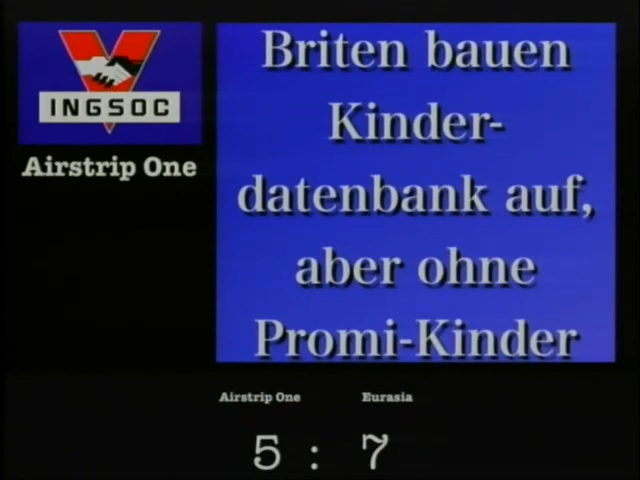 INGSOC
Airstrip One
Briten bauen
Kinder-
datenbank auf,
aber ohne
Promi-Kinder
Airstrip One Eurasia
5 : 7